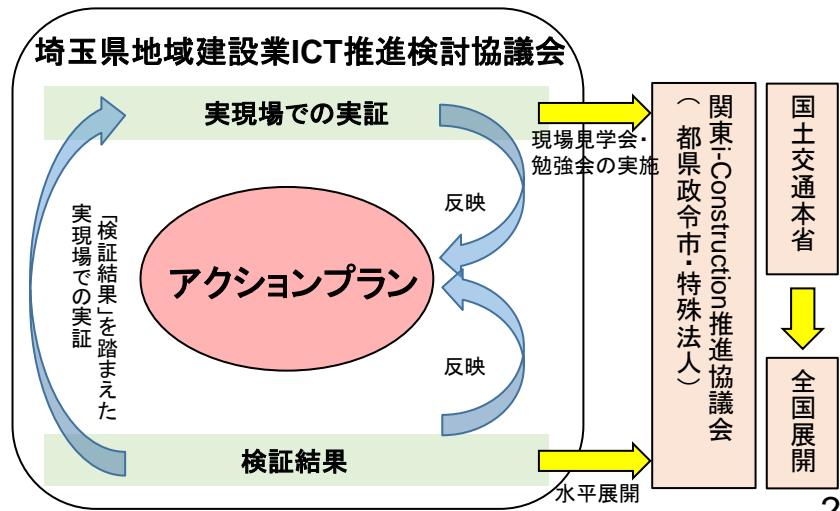 埼玉県地域建設業ICT推進検討協議会
実現場での実証
現場見学会・
勉強会の実施
反映
「検証結果」を踏まえた
実現場での実証
アクションプラン
反映
検証結果
水平展開
関東i-Construction推進協議会
（都県政令市・特殊法人）
国土交通本省
全国展開
2